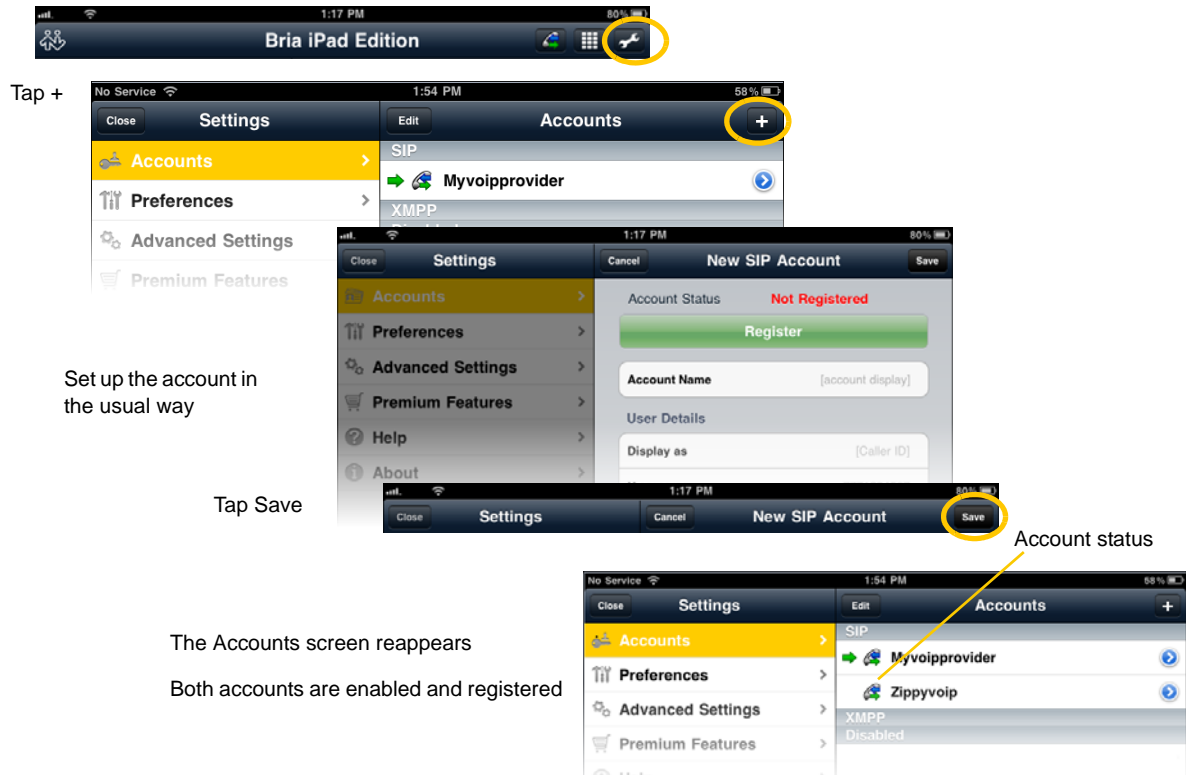 1:17 PM 80%
Bria iPad Edition
Tap +
No Service 1:54 PM 58%
Close Settings Edit Accounts +
Accounts
SIP
Myvoipprovider
Preferences
XMPP
Advanced Settings
Premium Features
1:17 PM 80%
Close Settings Cancel New SIP Account Save
Accounts
Account Status Not Registered
Preferences
Register
Advanced Settings
Account Name [account display]
Premium Features
User Details
Help
Display as [Caller ID]
About
Set up the account in
the usual way
Tap Save
1:17 PM 80%
Close Settings Cancel New SIP Account Save
Account status
No Service 1:54 PM 58%
Close Settings Edit Accounts +
Accounts
SIP
Myvoipprovider
Preferences
Zippyvoip
Advanced Settings
XMPP
Disabled
Premium Features
The Accounts screen reappears
Both accounts are enabled and registered